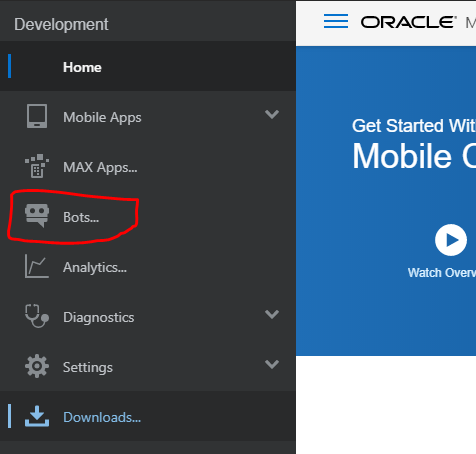 Development
Home
Mobile Apps
MAX Apps...
Bots...
Analytics...
Diagnostics
Settings
Downloads...
ORACLE M
Get Started Wit
Mobile C
Watch Overv